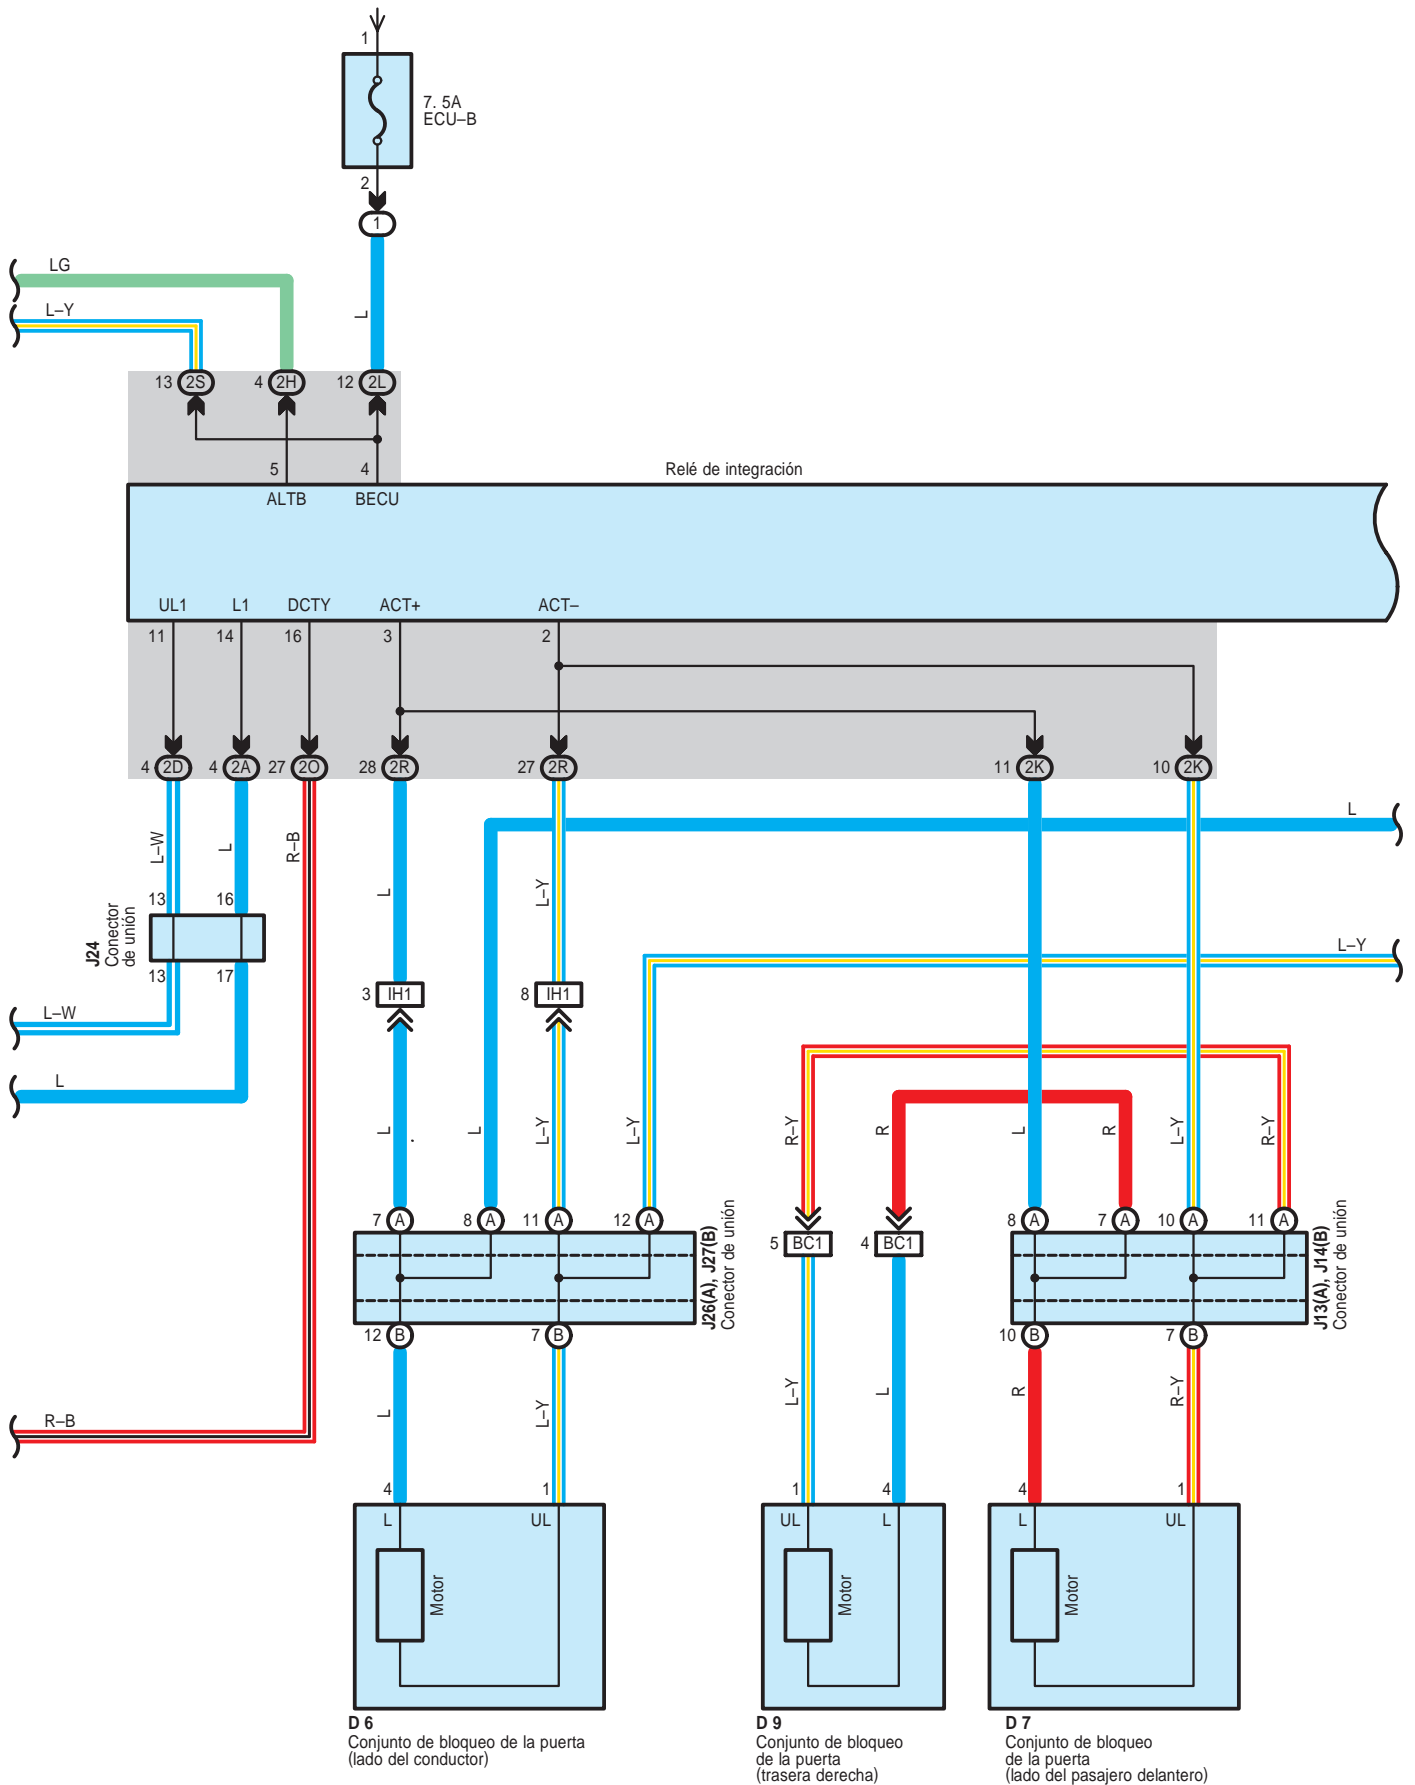 1
7. 5A
ECU–B
2
1
LG
L–Y
L
13 2S
4 2H
12 2L
5
4
Relé de integración
ALTB
BECU
UL1
L1
DCTY
ACT+
ACT–
11
14
16
3
2
4 2D
4 2A
27 2O
28 2R
27 2R
11 2K
10 2K
L
L–W
L
R–B
L
L–Y
L–Y
13
16
J24
Conector
de unión
13
17
3 IH1
8 IH1
L–W
L
L
L
L–Y
L–Y
R–Y
R
L
R
L–Y
R–Y
7 A
8 A
11 A
12 A
8 A
7 A
10 A
11 A
5 BC1
4 BC1
J26(A), J27(B)
Conector de unión
J13(A), J14(B)
Conector de unión
12 B
7 B
10 B
7 B
L
L–Y
L–Y
L
R
R–Y
R–B
4
1
1
4
4
1
L
UL
UL
L
L
UL
Motor
Motor
Motor
D 6
Conjunto de bloqueo de la puerta
(lado del conductor)
D 9
Conjunto de bloqueo
de la puerta
(trasera derecha)
D 7
Conjunto de bloqueo
de la puerta
(lado del pasajero delantero)